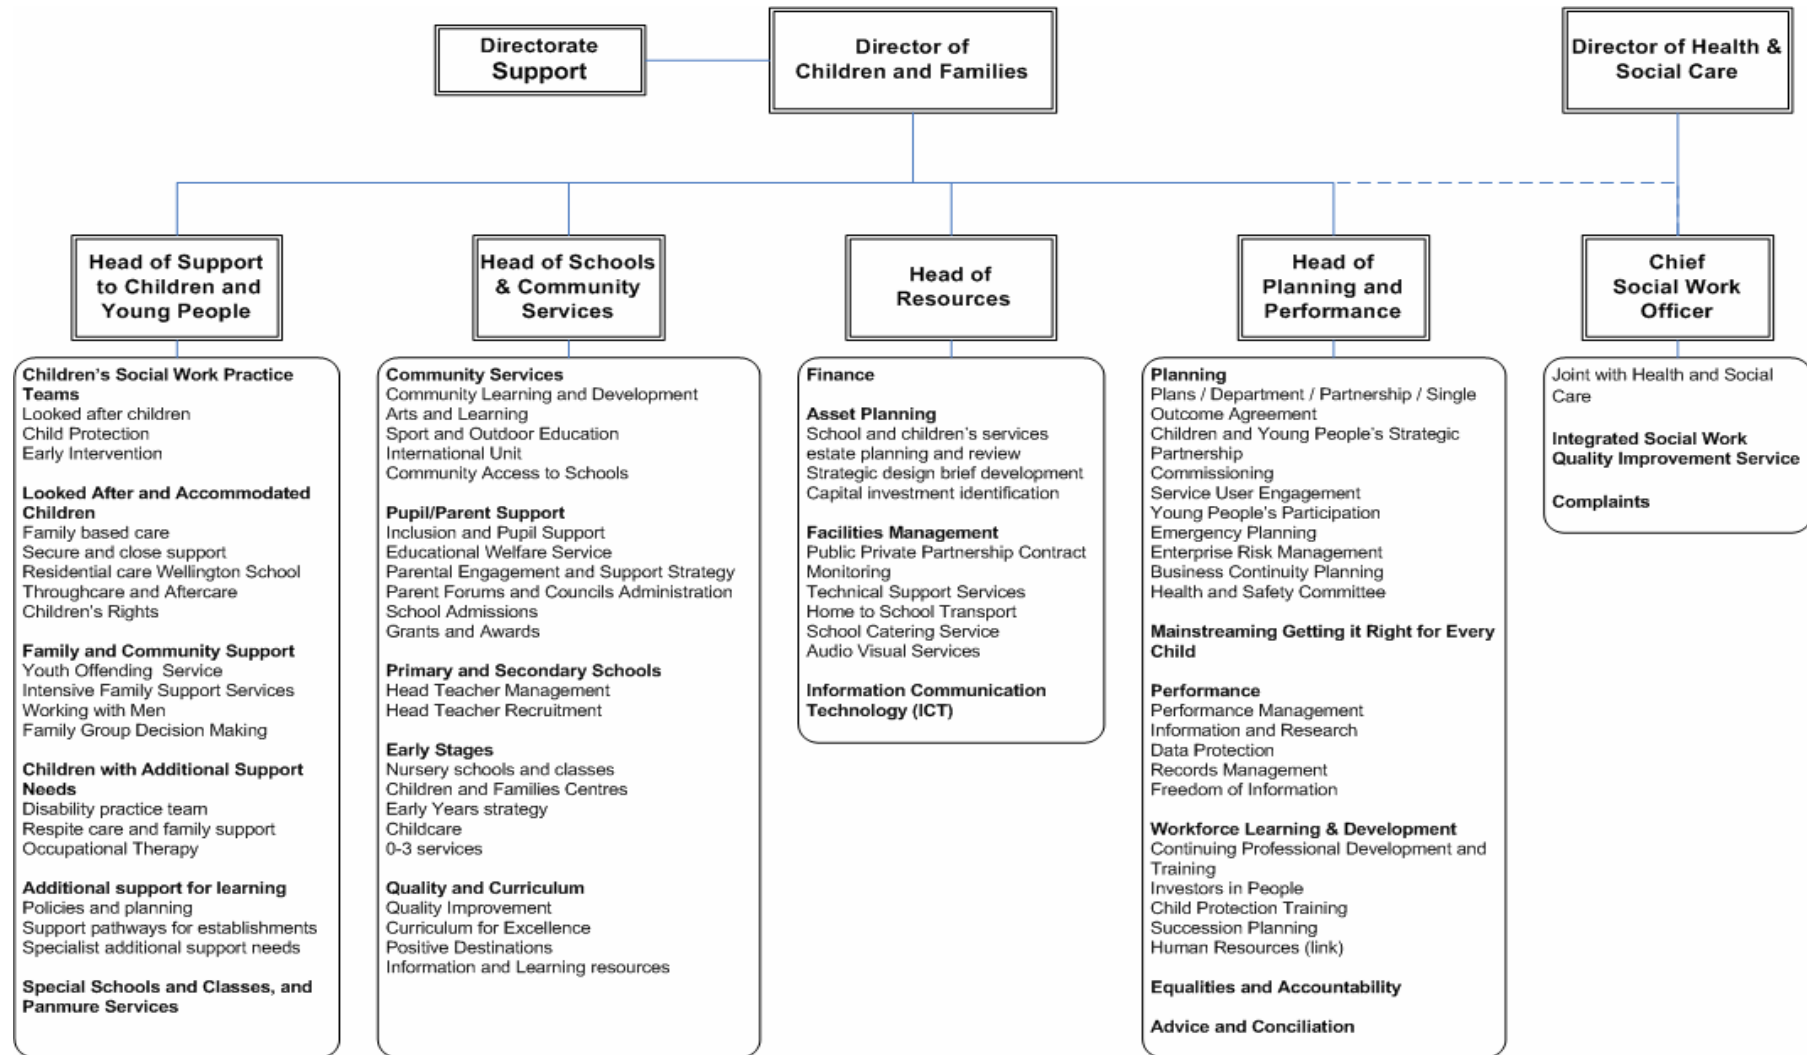 Directorate
Support
Director of
Children and Families
Director of Health &
Social Care
Head of Support
to Children and
Young People
Head of Schools
& Community
Services
Head of
Resources
Head of
Planning and
Performance
Chief
Social Work
Officer
Children's Social Work Practice
Teams
Looked after children
Child Protection
Early Intervention
Looked After and Accommodated
Children
Family based care
Secure and close support
Residential care Wellington School
Throughcare and Aftercare
Children's Rights
Family and Community Support
Youth Offending  Service
Intensive Family Support Services
Working with Men
Family Group Decision Making
Children with Additional Support
Needs
Disability practice team
Respite care and family support
Occupational Therapy
Additional support for learning
Policies and planning
Support pathways for establishments
Specialist additional support needs
Special Schools and Classes, and
Panmure Services
Community Services
Community Learning and Development
Arts and Learning
Sport and Outdoor Education
International Unit
Community Access to Schools
Pupil/Parent Support
Inclusion and Pupil Support
Educational Welfare Service
Parental Engagement and Support Strategy
Parent Forums and Councils Administration
School Admissions
Grants and Awards
Primary and Secondary Schools
Head Teacher Management
Head Teacher Recruitment
Early Stages
Nursery schools and classes
Children and Families Centres
Early Years strategy
Childcare
0-3 services
Quality and Curriculum
Quality Improvement
Curriculum for Excellence
Positive Destinations
Information and Learning resources
Finance
Asset Planning
School and children's services
estate planning and review
Strategic design brief development
Capital investment identification
Facilities Management
Public Private Partnership Contract
Monitoring
Technical Support Services
Home to School Transport
School Catering Service
Audio Visual Services
Information Communication
Technology (ICT)
Planning
Plans / Department / Partnership / Single
Outcome Agreement
Children and Young People's Strategic
Partnership
Commissioning
Service User Engagement
Young People's Participation
Emergency Planning
Enterprise Risk Management
Business Continuity Planning
Health and Safety Committee
Mainstreaming Getting it Right for Every
Child
Performance
Performance Management
Information and Research
Data Protection
Records Management
Freedom of Information
Workforce Learning & Development
Continuing Professional Development and
Training
Investors in People
Child Protection Training
Succession Planning
Human Resources (link)
Equalities and Accountability
Advice and Conciliation
Joint with Health and Social
Care
Integrated Social Work
Quality Improvement Service
Complaints